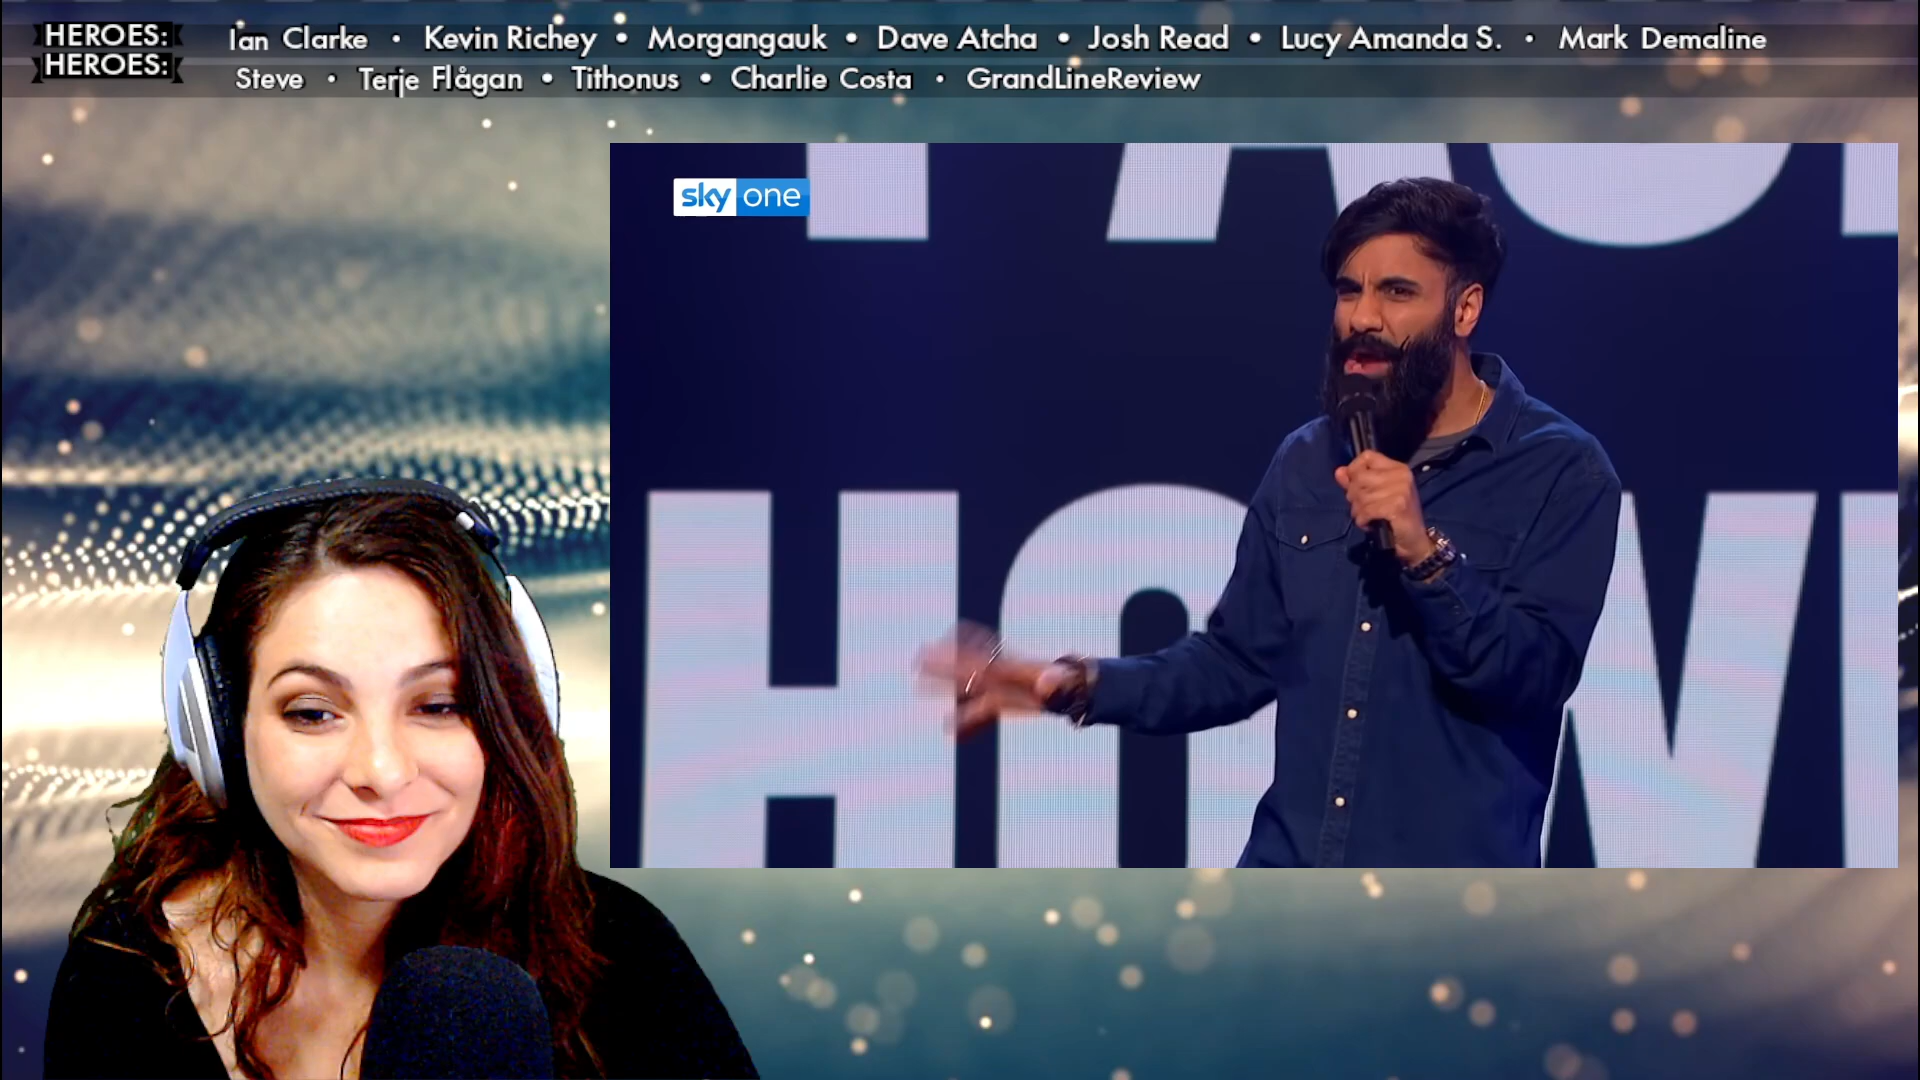 HEROES: Ian Clarke • Kevin Richey • Morgangauk • Dave Atcha • Josh Read • Lucy Amanda S. • Mark Demaline
HEROES: Steve • Terje Flågan • Tithonus • Charlie Costa • GrandLineReview
sky one
HOW